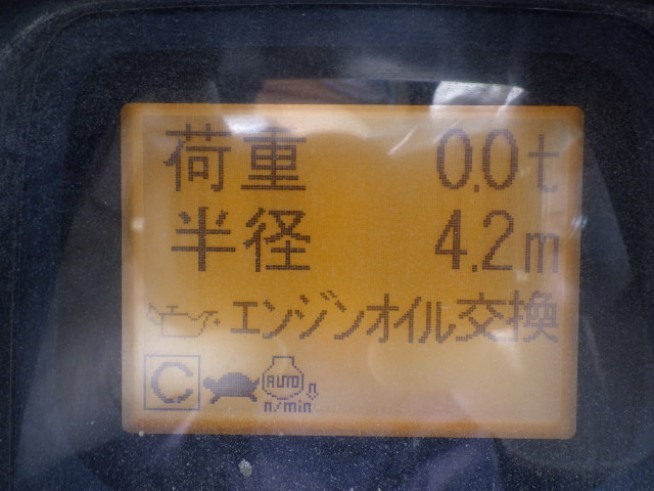 荷重 0.0t
半径 4.2m
エンジンオイル交換
C AUTO n
n/min